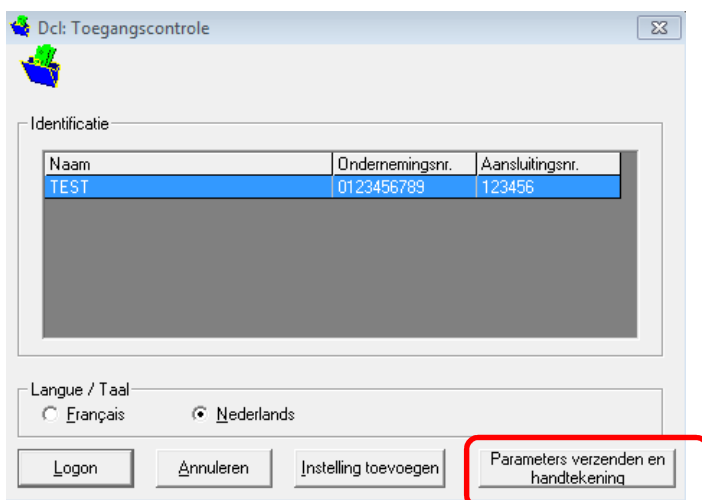 Dcl: Toegangscontrole
Identificatie
Naam Ondernemingsnr. Aansluitingsnr.
TEST 0123456789 123456
Langue / Taal
Français Nederlands
Logon Annuleren Instelling toevoegen Parameters verzenden en
handtekening